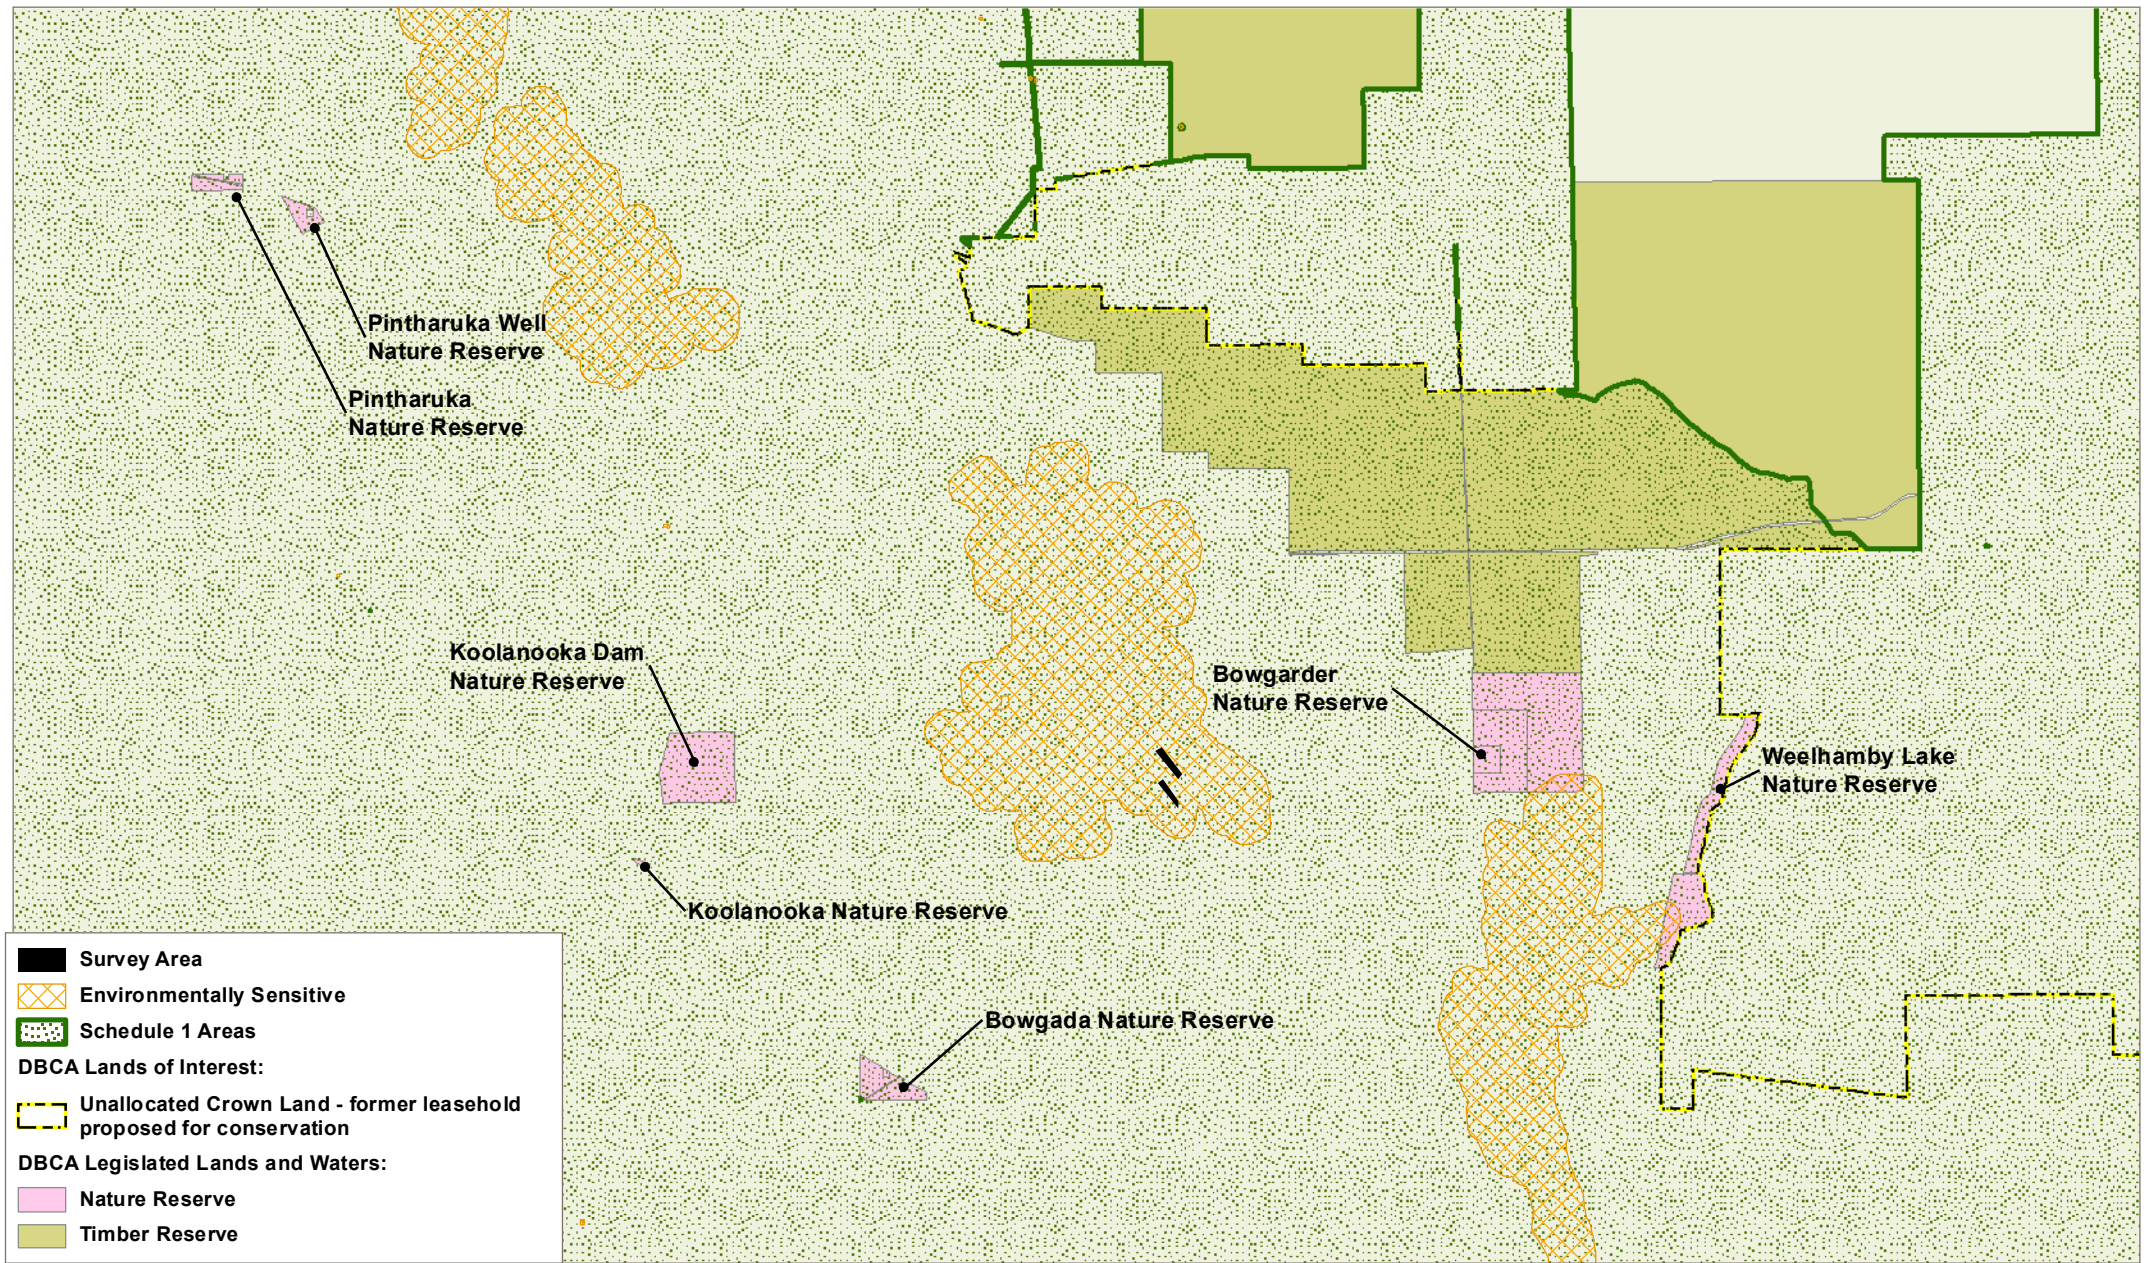 Pintharuka Well
Nature Reserve
Pintharuka
Nature Reserve
Koolanooka Dam
Nature Reserve
Bowgarder
Nature Reserve
Weelhamby Lake
Nature Reserve
Koolanooka Nature Reserve
Bowgada Nature Reserve
Survey Area
Environmentally Sensitive
Schedule 1 Areas
DBCA Lands of Interest:
Unallocated Crown Land - former leasehold
proposed for conservation
DBCA Legislated Lands and Waters:
Nature Reserve
Timber Reserve